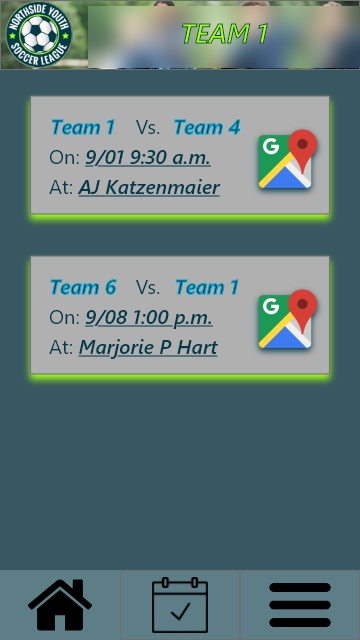 NORTHSIDE YOUTH
SOCCER LEAGUE
TEAM 1
Team 1 Vs. Team 4
On: 9/01 9:30 a.m.
At: AJ Katzenmaier
G
Team 6 Vs. Team 1
On: 9/08 1:00 p.m.
At: Marjorie P Hart
G